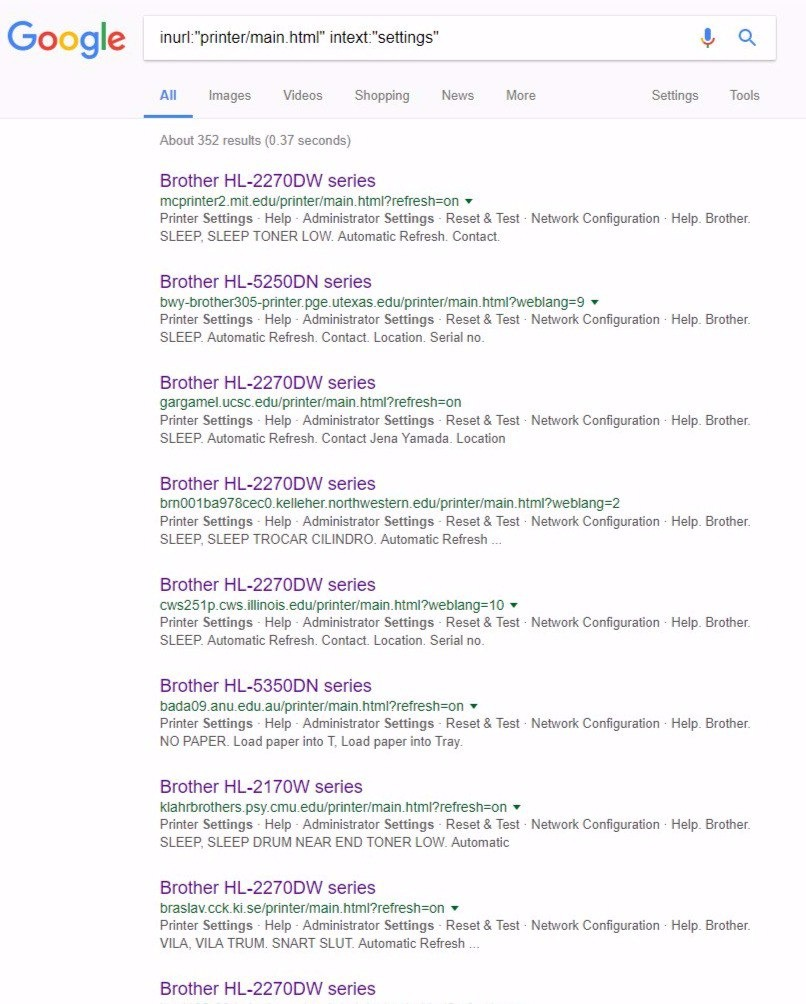 Google
inurl:"printer/main.html" intext:"settings"
All Images Videos Shopping News More Settings Tools
About 352 results (0.37 seconds)
Brother HL-2270DW series
mcprinter2.mit.edu/printer/main.html?refresh=on
Printer Settings · Help · Administrator Settings · Reset & Test · Network Configuration · Help. Brother.
SLEEP, SLEEP TONER LOW. Automatic Refresh. Contact.
Brother HL-5250DN series
bwy-brother305-printer.pge.utexas.edu/printer/main.html?weblang=9
Printer Settings · Help · Administrator Settings · Reset & Test · Network Configuration · Help. Brother.
SLEEP. Automatic Refresh. Contact. Location. Serial no.
Brother HL-2270DW series
gargamel.ucsc.edu/printer/main.html?refresh=on
Printer Settings · Help · Administrator Settings · Reset & Test · Network Configuration · Help. Brother.
SLEEP. Automatic Refresh. Contact Jena Yamada. Location
Brother HL-2270DW series
brn001ba978cec0.kelleher.northwestern.edu/printer/main.html?weblang=2
Printer Settings · Help · Administrator Settings · Reset & Test · Network Configuration · Help. Brother.
SLEEP, SLEEP TROCAR CILINDRO. Automatic Refresh ...
Brother HL-2270DW series
cws251p.cws.illinois.edu/printer/main.html?weblang=10
Printer Settings · Help · Administrator Settings · Reset & Test · Network Configuration · Help. Brother.
SLEEP. Automatic Refresh. Contact. Location. Serial no.
Brother HL-5350DN series
bada09.anu.edu.au/printer/main.html?refresh=on
Printer Settings · Help · Administrator Settings · Reset & Test · Network Configuration · Help. Brother.
NO PAPER. Load paper into T, Load paper into Tray.
Brother HL-2170W series
klahrbrothers.psy.cmu.edu/printer/main.html?refresh=on
Printer Settings · Help · Administrator Settings · Reset & Test · Network Configuration · Help. Brother.
SLEEP, SLEEP DRUM NEAR END TONER LOW. Automatic
Brother HL-2270DW series
braslav.cck.ki.se/printer/main.html?refresh=on
Printer Settings · Help · Administrator Settings · Reset & Test · Network Configuration · Help. Brother.
VILA, VILA TRUM. SNART SLUT. Automatic Refresh ...
Brother HL-2270DW series